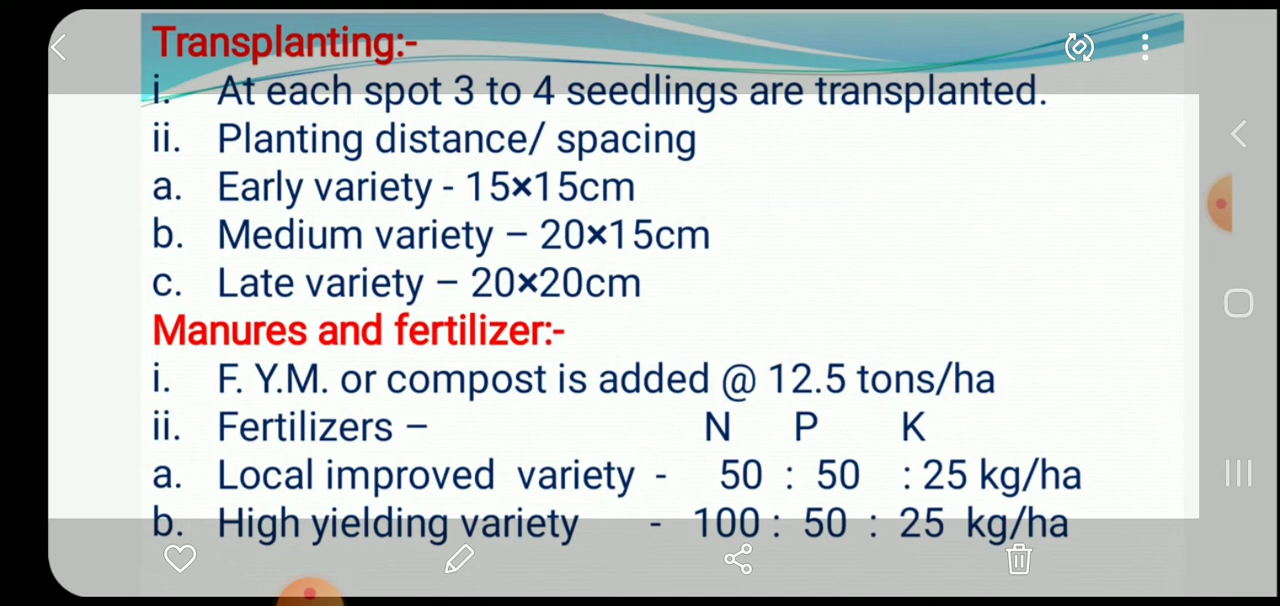 Transplanting:-
i. At each spot 3 to 4 seedlings are transplanted.
ii. Planting distance/ spacing
a. Early variety - 15×15cm
b. Medium variety – 20×15cm
c. Late variety – 20×20cm
Manures and fertilizer:-
i. F. Y.M. or compost is added @ 12.5 tons/ha
ii. Fertilizers – N P K
a. Local improved variety - 50 : 50 : 25 kg/ha
b. High yielding variety - 100 : 50 : 25 kg/ha